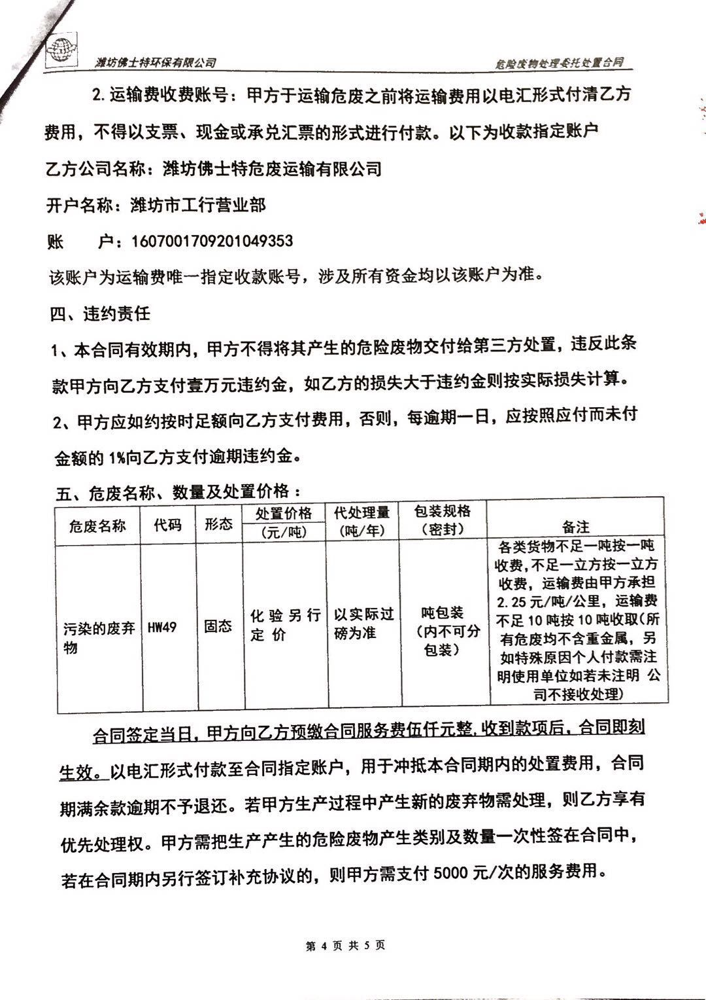 潍坊佛士特环保有限公司
危险废物处理委托处置合同
2.运输费收费账号：甲方于运输危废之前将运输费用以电汇形式付清乙方
费用，不得以支票、现金或承兑汇票的形式进行付款。以下为收款指定账户
乙方公司名称：潍坊佛士特危废运输有限公司
开户名称：潍坊市工行营业部
账 户：1607001709201049353
该账户为运输费唯一指定收款账号，涉及所有资金均以该账户为准。
四、违约责任
1、本合同有效期内，甲方不得将其产生的危险废物交付给第三方处置，违反此条
款甲方向乙方支付壹万元违约金，如乙方的损失大于违约金则按实际损失计算。
2、甲方应如约按时足额向乙方支付费用，否则，每逾期一日，应按照应付而未付
金额的 1%向乙方支付逾期违约金。
五、危废名称、数量及处置价格：
危废名称
代码
形态
处置价格
(元/吨)
代处理量
(吨/年)
包装规格
（密封）
备注
污染的废弃
物
HW49
固态
化验另行
定价
以实际过
磅为准
吨包装
（内不可分
包装）
各类货物不足一吨按一吨
收费,不足一立方按一立方
收费，运输费由甲方承担
2.25 元/吨/公里，运输费
不足 10 吨按 10 吨收取(所
有危废均不含重金属，另
如特殊原因个人付款需注
明使用单位如若未注明 公
司不接收处理)
合同签定当日，甲方向乙方预缴合同服务费伍仟元整,收到款项后，合同即刻
生效。以电汇形式付款至合同指定账户，用于冲抵本合同期内的处置费用，合同
期满余款逾期不予退还。若甲方生产过程中产生新的废弃物需处理，则乙方享有
优先处理权。甲方需把生产产生的危险废物产生类别及数量一次性签在合同中，
若在合同期内另行签订补充协议的，则甲方需支付 5000 元/次的服务费用。
第 4 页 共 5 页